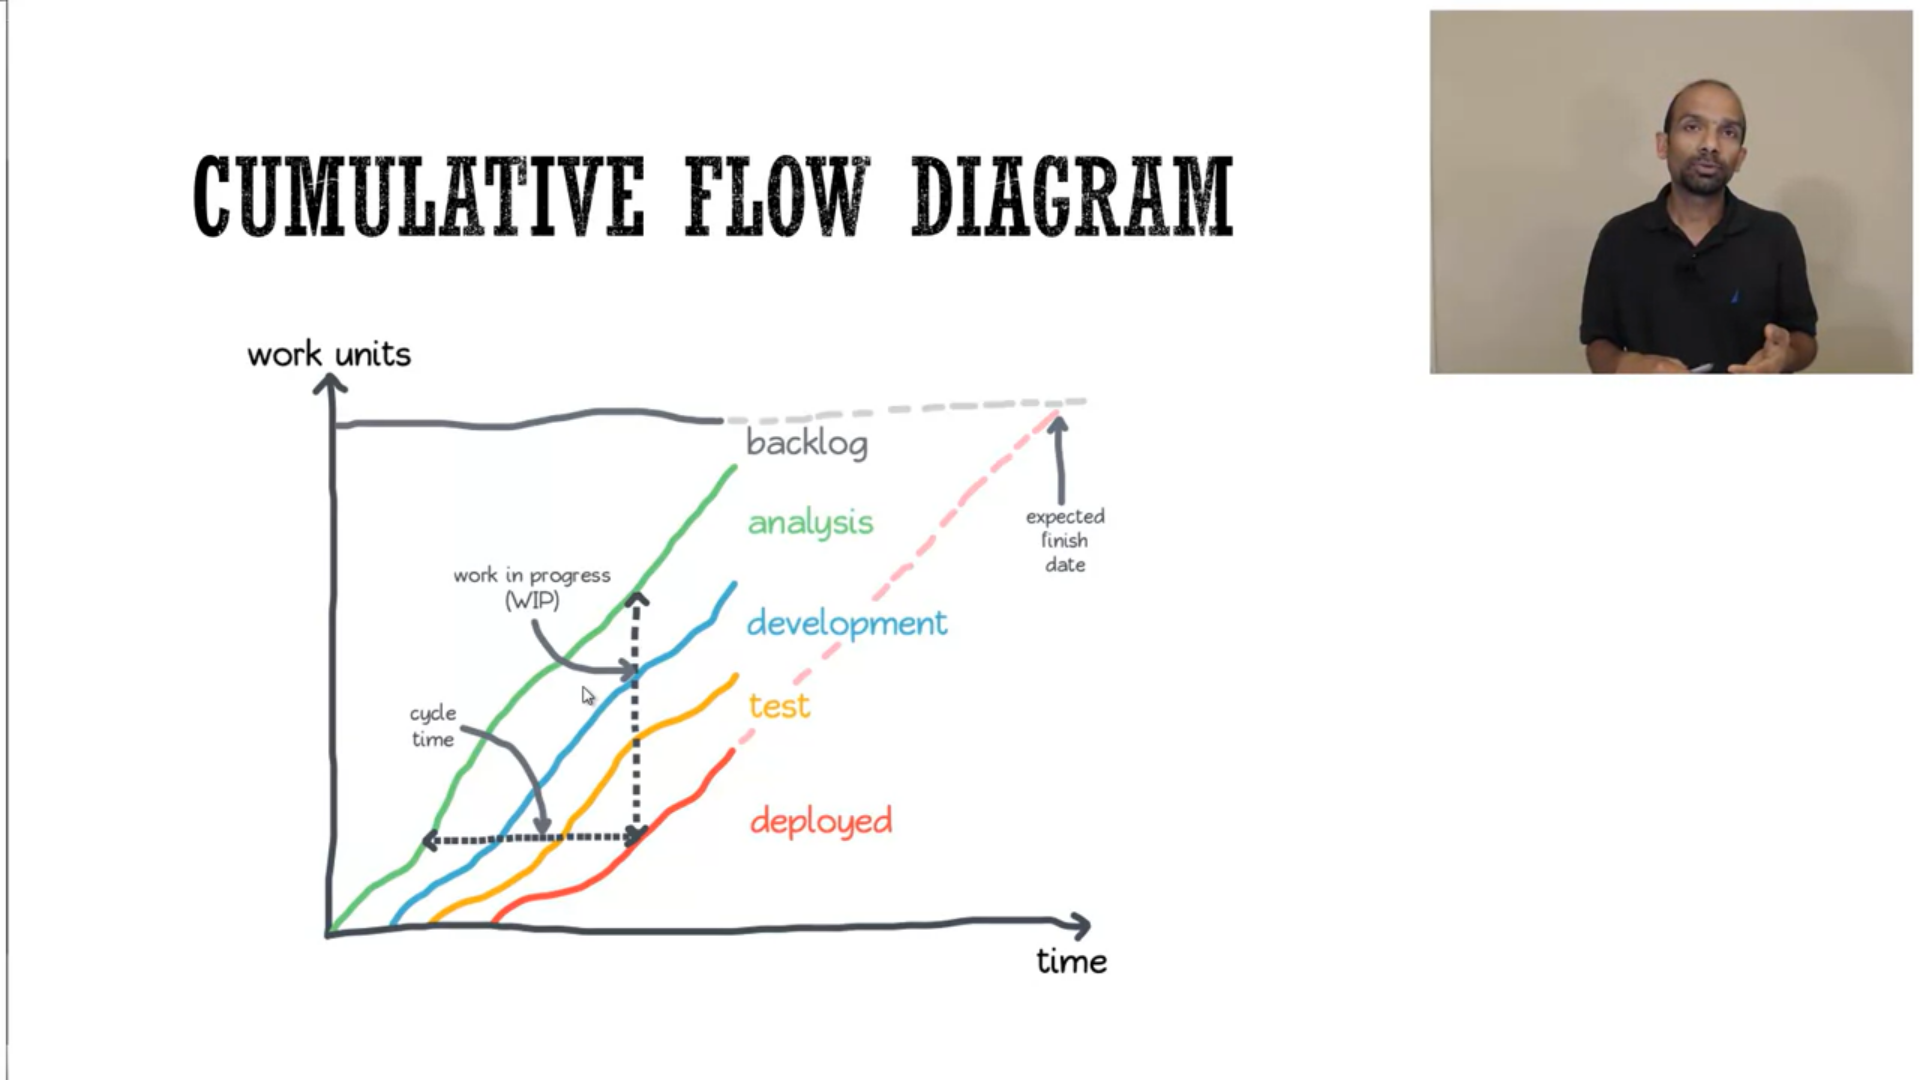 CUMULATIVE FLOW DIAGRAM
work units
backlog
analysis
expected
finish
date
work in progress
(WIP)
development
cycle
time
test
deployed
time